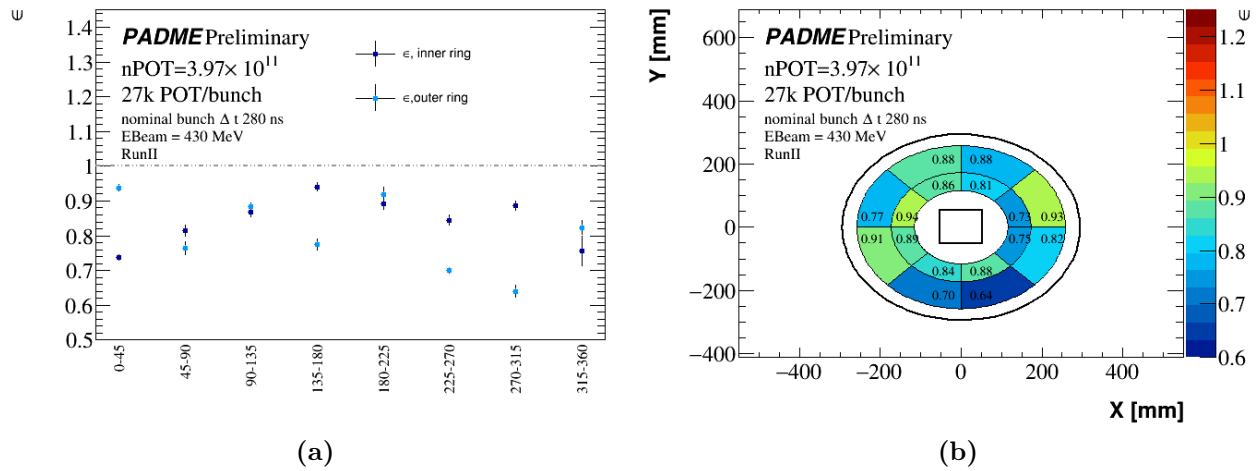 ϵ
PADME Preliminary
nPOT=3.97× 10¹¹
27k POT/bunch
nominal bunch Δ t 280 ns
EBeam = 430 MeV
RunII
ϵ, inner ring
ϵ,outer ring
1.4
1.3
1.2
1.1
1
0.9
0.8
0.7
0.6
0.5
0-45
45-90
90-135
135-180
180-225
225-270
270-315
315-360
(a)
Y [mm]
PADME Preliminary
nPOT=3.97× 10¹¹
27k POT/bunch
nominal bunch Δ t 280 ns
EBeam = 430 MeV
RunII
600
400
200
0
−200
−400
0.88 0.88
0.86 0.81
0.77 0.94 0.73 0.93
0.91 0.89 0.75 0.82
0.84 0.88
0.70 0.64
−400 −200 0 200 400
X [mm]
ϵ
1.2
1.1
1
0.9
0.8
0.7
0.6
(b)